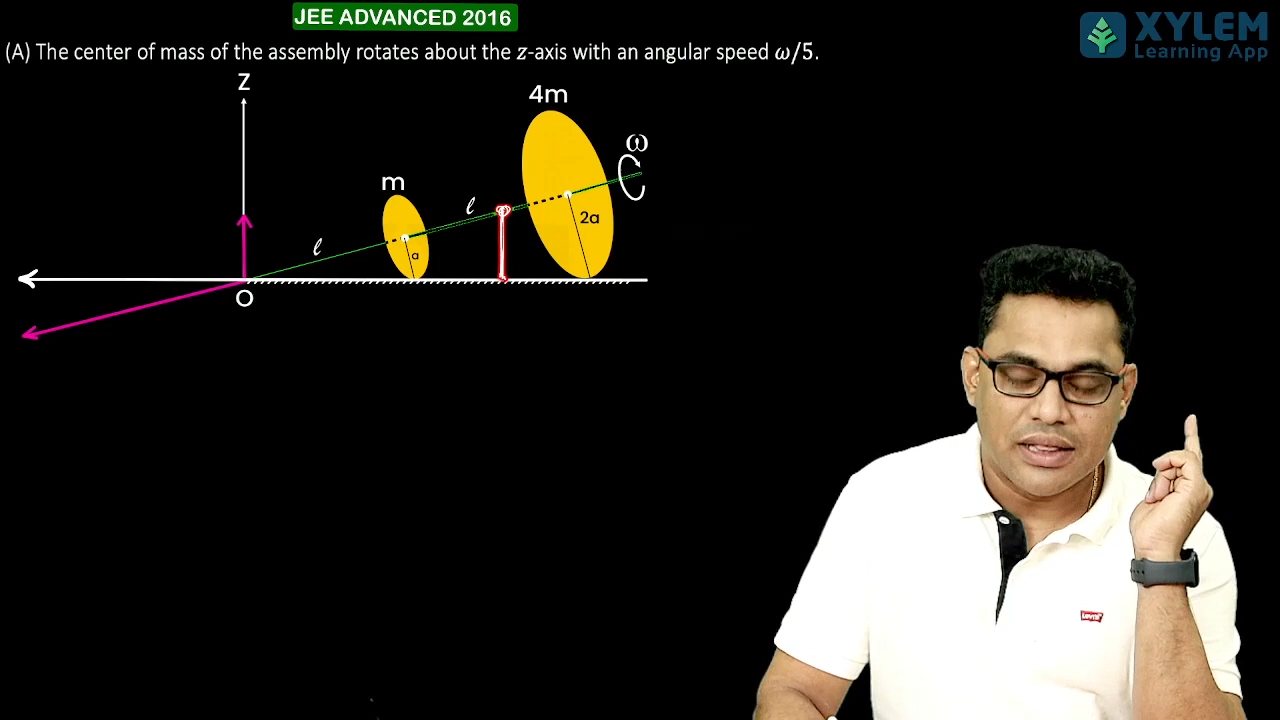 JEE ADVANCED 2016
XYLEM
Learning App
(A) The center of mass of the assembly rotates about the z-axis with an angular speed ω/5.
Z
4m
ω
m
ℓ
2a
ℓ
a
O
Levi's